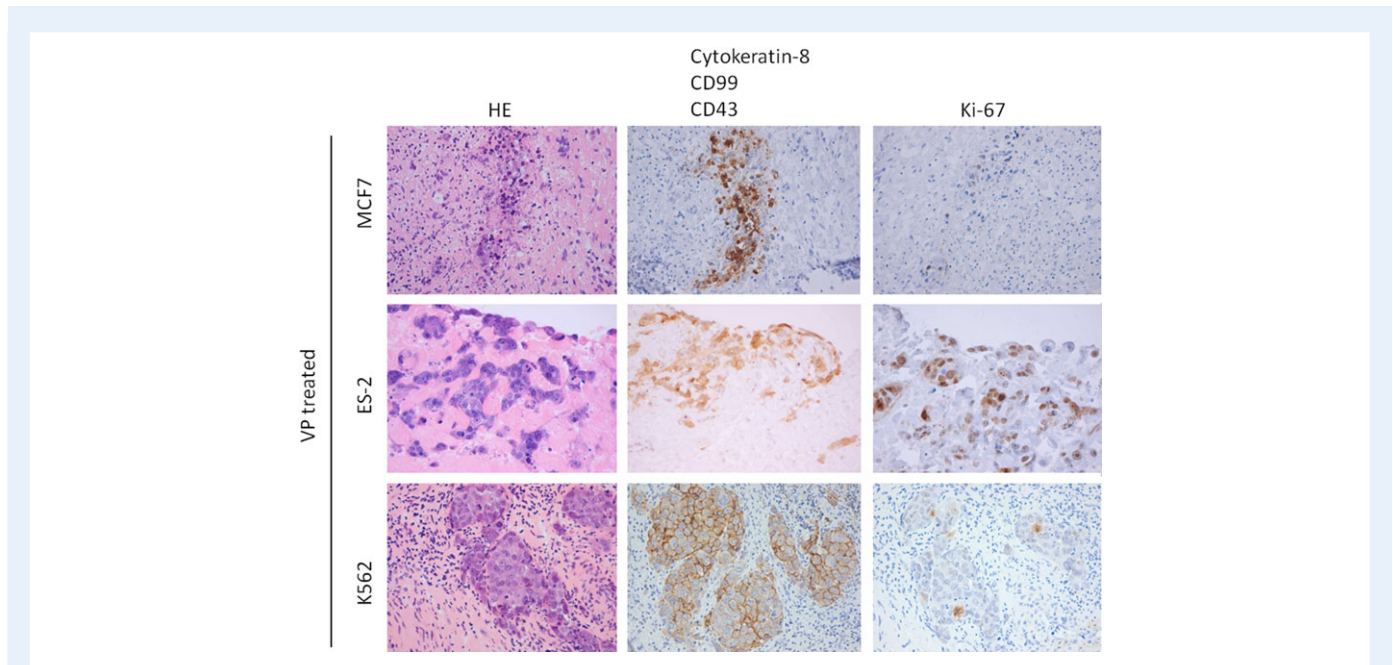 Cytokeratin-8
CD99
HE CD43 Ki-67
MCF7
VP treated
ES-2
K562